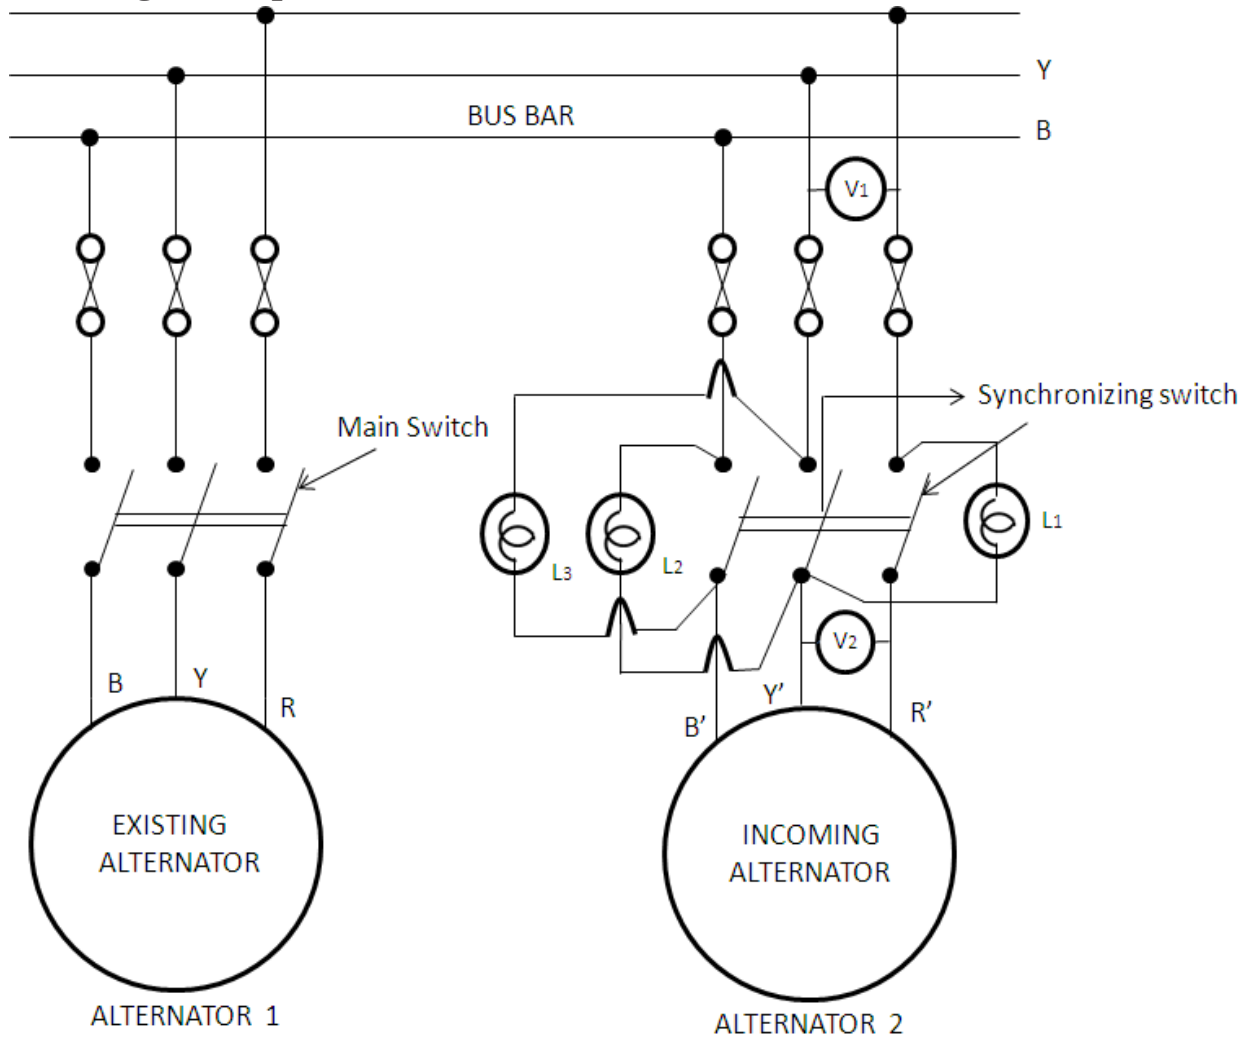 Y
BUS BAR
B
V1
Synchronizing switch
Main Switch
L3
L2
L1
V2
B
Y
R
B’
Y’
R’
EXISTING
ALTERNATOR
INCOMING
ALTERNATOR
ALTERNATOR 1
ALTERNATOR 2